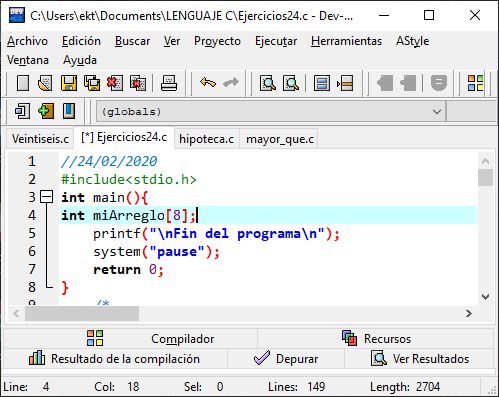 C:\Users\ekt\Documents\LENGUAJE C\Ejercicios24.c - Dev-...
Archivo Edición Buscar Ver Proyecto Ejecutar Herramientas AStyle
Ventana Ayuda
(globals)
Veintiseis.c [*] Ejercicios24.c hipoteca.c mayor_que.c
1 //24/02/2020
2 #include<stdio.h>
3 int main(){
4 int miArreglo[8];
5 printf("\nFin del programa\n");
6 system("pause");
7 return 0;
8 }
9 /*
Compilador Recursos
Resultado de la compilación Depurar Ver Resultados
Line: 4 Col: 18 Sel: 0 Lines: 149 Length: 2704